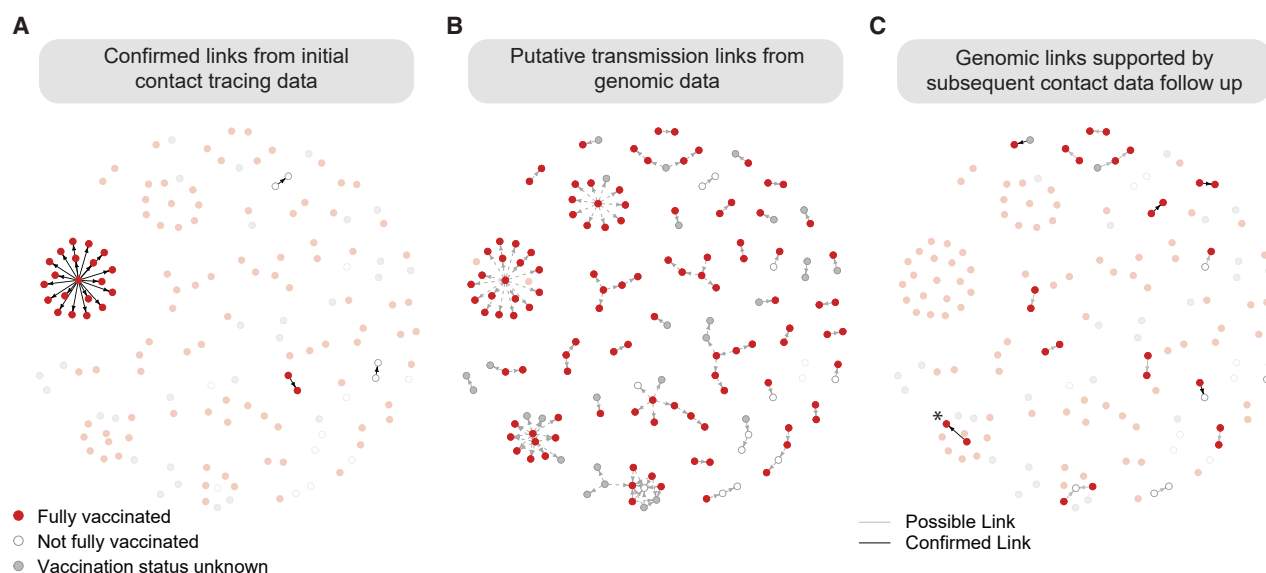 A
Confirmed links from initial
contact tracing data
B
Putative transmission links from
genomic data
C
Genomic links supported by
subsequent contact data follow up
*
Fully vaccinated
Not fully vaccinated
Vaccination status unknown
Possible Link
Confirmed Link